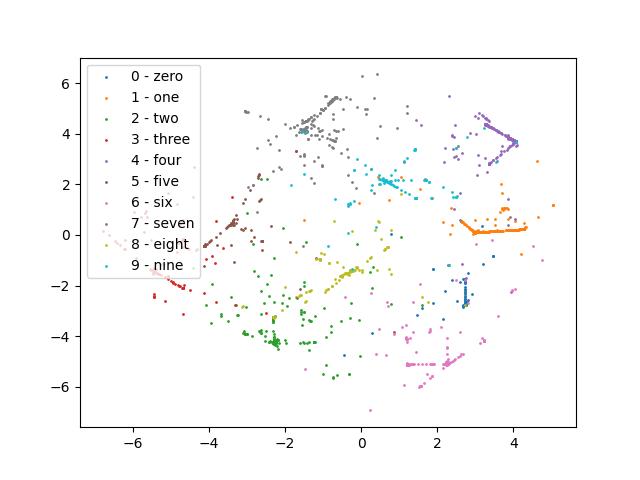 0 - zero
1 - one
2 - two
3 - three
4 - four
5 - five
6 - six
7 - seven
8 - eight
9 - nine
6
4
2
0
−2
−4
−6
−6
−4
−2
0
2
4